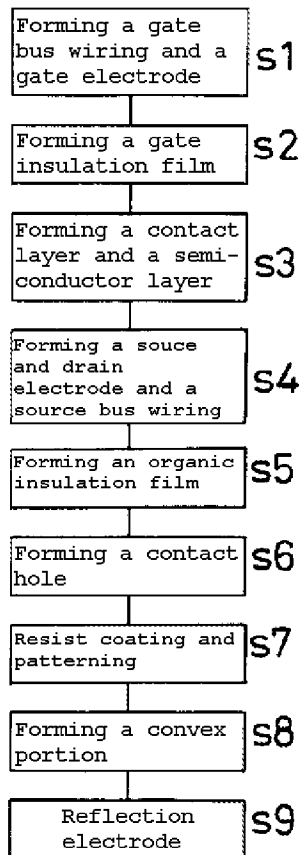 Forming a gate
bus wiring and a
gate electrode
s1
Forming a gate
insulation film
s2
Forming a contact
layer and a semi-
conductor layer
s3
Forming a souce
and drain
electrode and a
source bus wiring
s4
Forming an organic
insulation film
s5
Forming a contact
hole
s6
Resist coating and
patterning
s7
Forming a convex
portion
s8
Reflection
electrode
s9